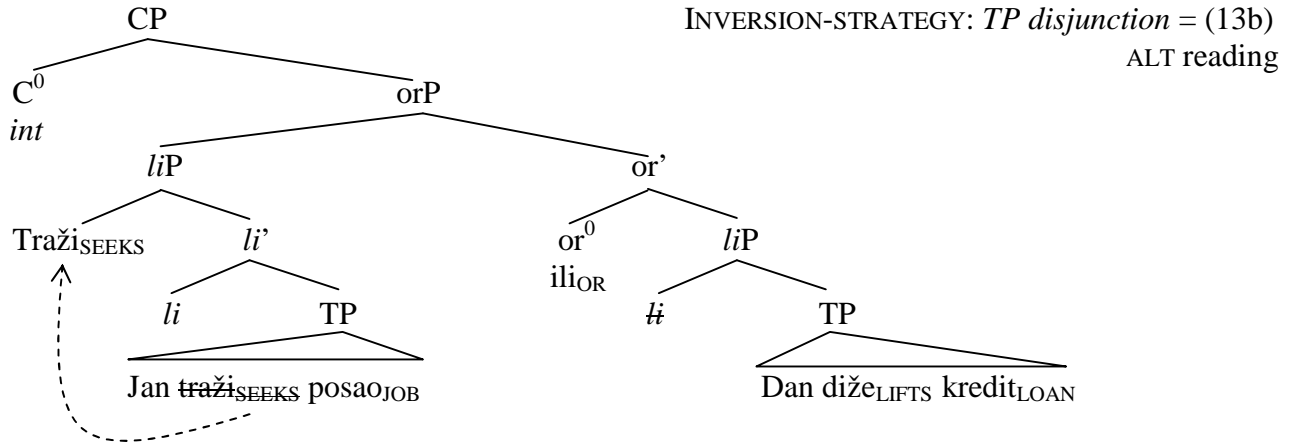 CP
INVERSION-STRATEGY: TP disjunction = (13b)
ALT reading
C⁰
orP
int
liP
or’
TražiSEEKS
li’
or⁰
liP
iliOR
li
TP
li
TP
Jan tražiSEEKS posaoJOB
Dan dižeLIFTS kreditLOAN